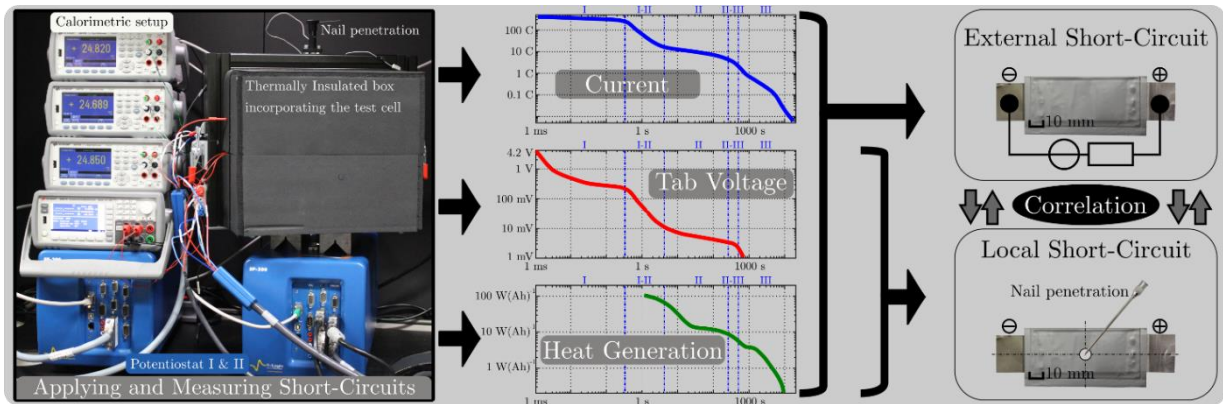 Calorimetric setup
+ 24.820
+ 24.689
+ 24.850
Nail penetration
Thermally Insulated box
incorporating the test cell
Potentiostat I & II
Applying and Measuring Short-Circuits
I I-II II II-III III
100 C
10 C
1 C
0.1 C
Current
1 ms 1 s 1000 s
I I-II II II-III III
4.2 V
1 V
100 mV
10 mV
1 mV
Tab Voltage
1 ms 1 s 1000 s
I I-II II II-III III
100 W(Ah)⁻¹
10 W(Ah)⁻¹
1 W(Ah)⁻¹
Heat Generation
1 ms 1 s 1000 s
External Short-Circuit
⊖ ⊕
10 mm
Correlation
Local Short-Circuit
Nail penetration
⊖ ⊕
10 mm